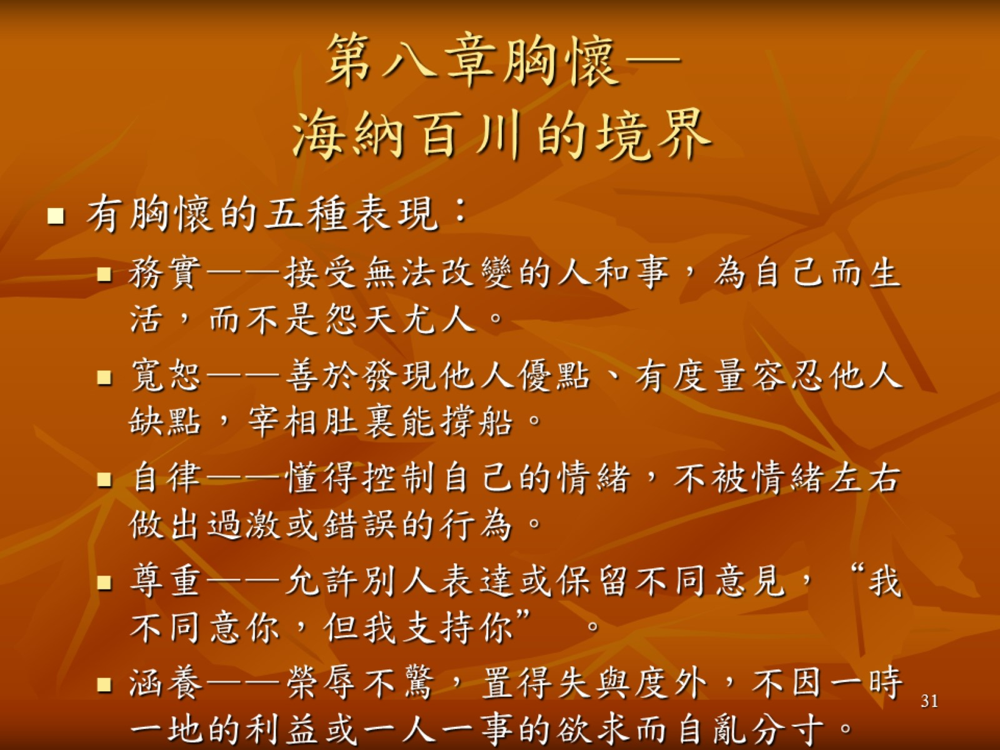 第八章胸懷—
海納百川的境界
有胸懷的五種表現：
務實——接受無法改變的人和事，為自己而生
活，而不是怨天尤人。
寬恕——善於發現他人優點、有度量容忍他人
缺點，宰相肚裏能撐船。
自律——懂得控制自己的情緒，不被情緒左右
做出過激或錯誤的行為。
尊重——允許別人表達或保留不同意見，“我
不同意你，但我支持你” 。
涵養——榮辱不驚，置得失與度外，不因一時
一地的利益或一人一事的欲求而自亂分寸。
31